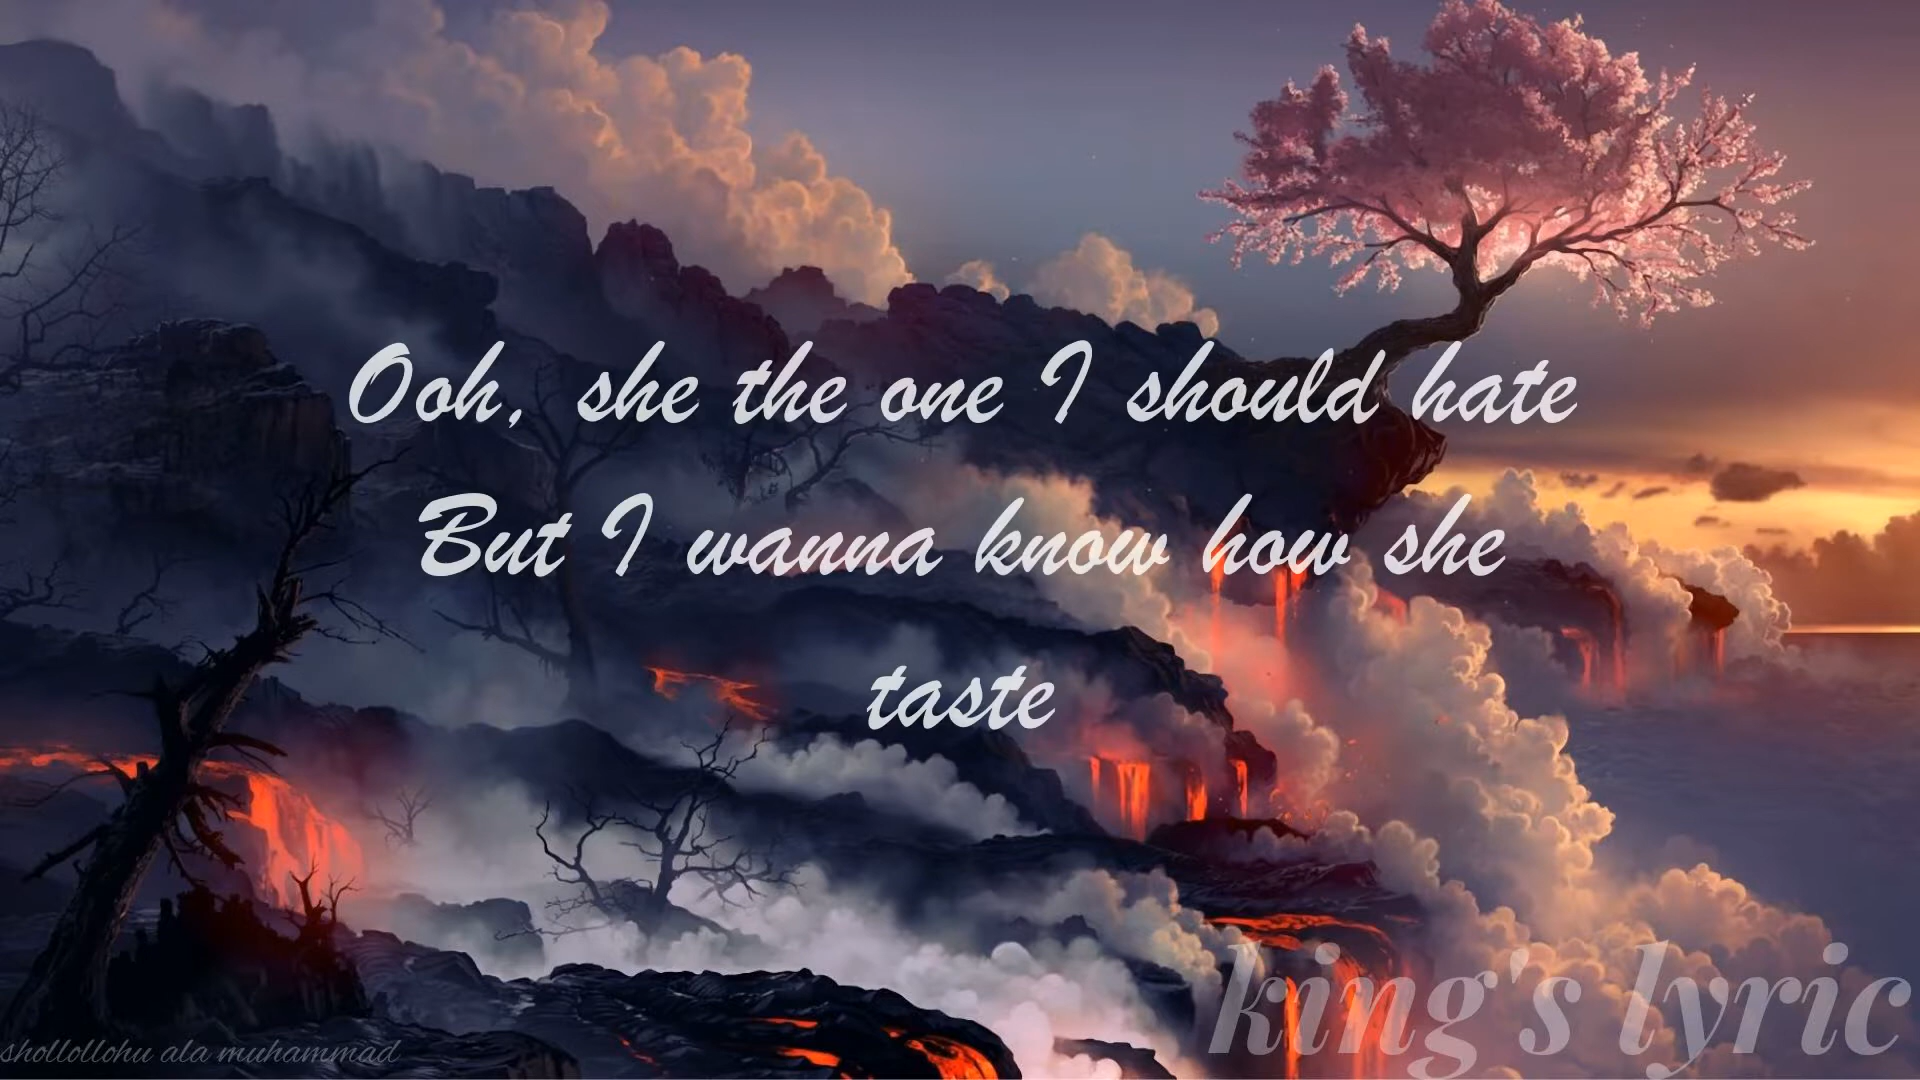 Ooh, she the one I should hate
But I wanna know how she
taste
king's lyric
shollollohu ala muhammad